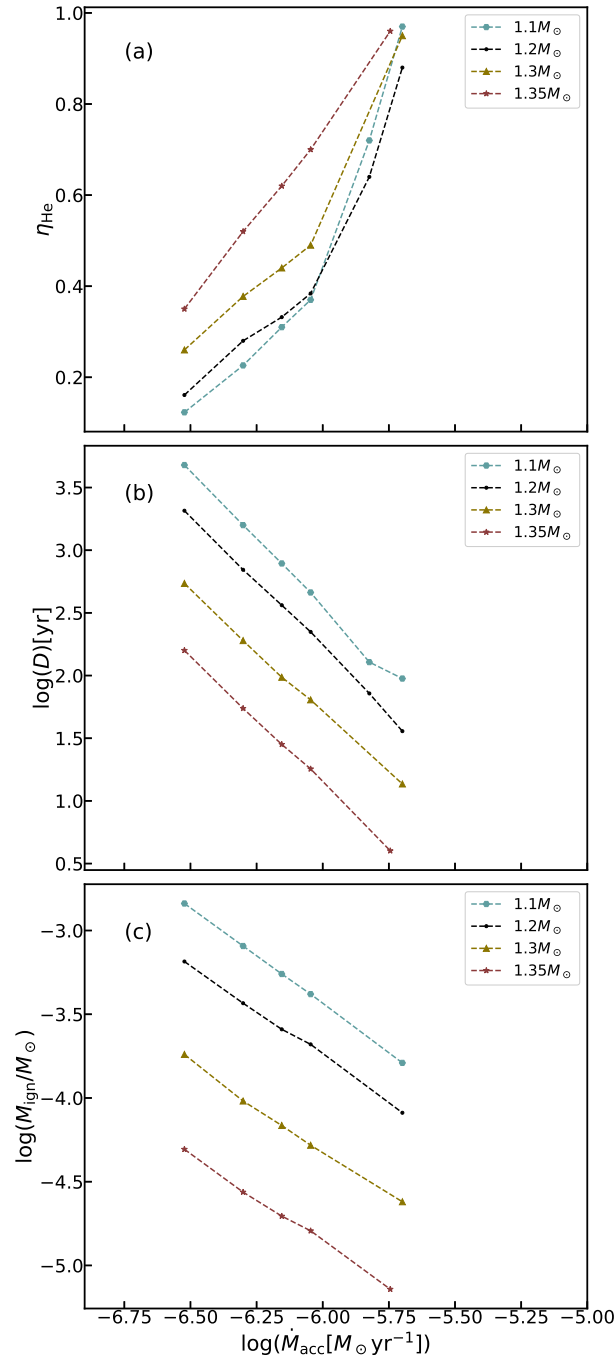 (a)
1.1M⊙
1.2M⊙
1.3M⊙
1.35M⊙
1.0
0.8
0.6
0.4
0.2
ηHe
(b)
1.1M⊙
1.2M⊙
1.3M⊙
1.35M⊙
3.5
3.0
2.5
2.0
1.5
1.0
0.5
log(D)[yr]
(c)
1.1M⊙
1.2M⊙
1.3M⊙
1.35M⊙
−3.0
−3.5
−4.0
−4.5
−5.0
log(Mign/M⊙)
−6.75 −6.50 −6.25 −6.00 −5.75 −5.50 −5.25 −5.00
log(Ṁacc[M⊙yr⁻¹])